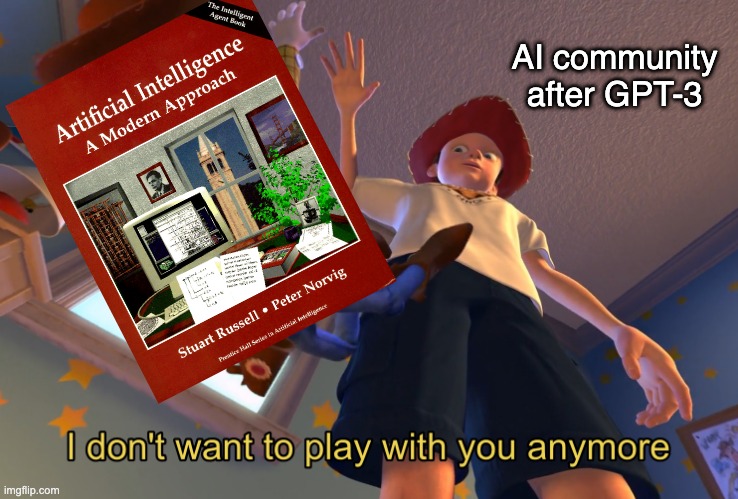 The Intelligent
Agent Book
Artificial Intelligence
A Modern Approach
AI community
after GPT-3
Stuart Russell • Peter Norvig
Prentice Hall Series in Artificial Intelligence
I don't want to play with you anymore
imgflip.com